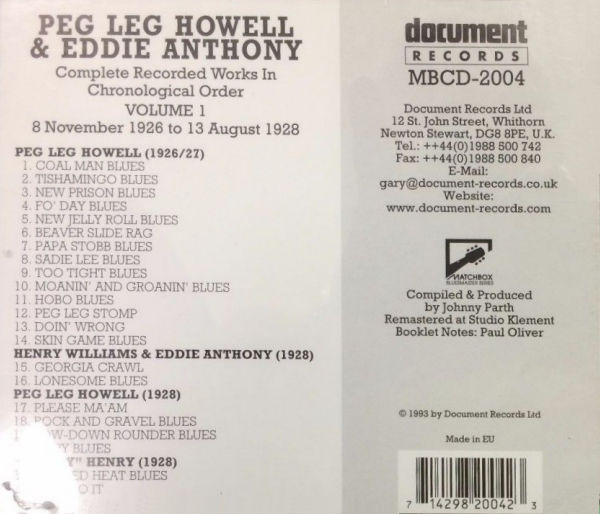 PEG LEG HOWELL
& EDDIE ANTHONY
Complete Recorded Works In
Chronological Order
VOLUME 1
8 November 1926 to 13 August 1928
PEG LEG HOWELL (1926/27)
1. COAL MAN BLUES
2. TISHAMINGO BLUES
3. NEW PRISON BLUES
4. FO' DAY BLUES
5. NEW JELLY ROLL BLUES
6. BEAVER SLIDE RAG
7. PAPA STOBB BLUES
8. SADIE LEE BLUES
9. TOO TIGHT BLUES
10. MOANIN' AND GROANIN' BLUES
11. HOBO BLUES
12. PEG LEG STOMP
13. DOIN' WRONG
14. SKIN GAME BLUES
HENRY WILLIAMS & EDDIE ANTHONY (1928)
15. GEORGIA CRAWL
16. LONESOME BLUES
PEG LEG HOWELL (1928)
17. PLEASE MA'AM
18. ROCK AND GRAVEL BLUES
ROUNDER BLUES
BLUES
HENRY (1928)
HEAT BLUES
IT
document
RECORDS
MBCD-2004
Document Records Ltd
12 St. John Street, Whithorn
Newton Stewart, DG8 8PE, U.K.
Tel.: ++44(0)1988 500 742
Fax: ++44(0)1988 500 840
E-Mail:
gary@document-records.co.uk
Website:
www.document-records.com
MATCHBOX
BLUESMASTER SERIES
Compiled & Produced
by Johnny Parth
Remastered at Studio Klement
Booklet Notes: Paul Oliver
© 1993 by Document Records Ltd
Made in EU
7 14298 20042 3